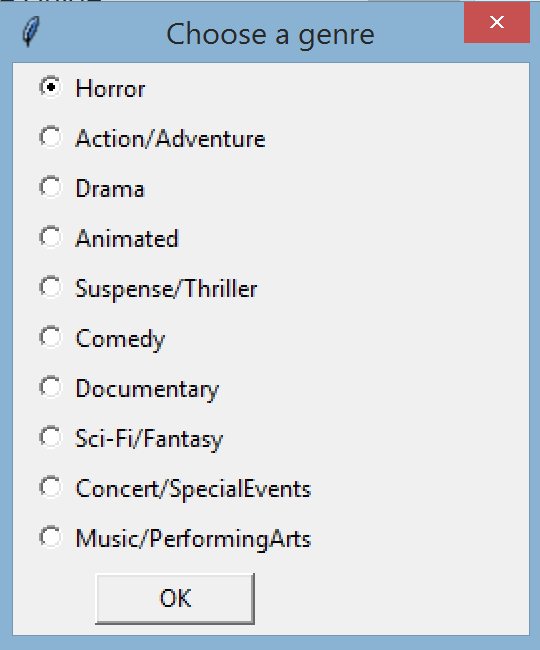 Choose a genre
Horror
Action/Adventure
Drama
Animated
Suspense/Thriller
Comedy
Documentary
Sci-Fi/Fantasy
Concert/SpecialEvents
Music/PerformingArts
OK